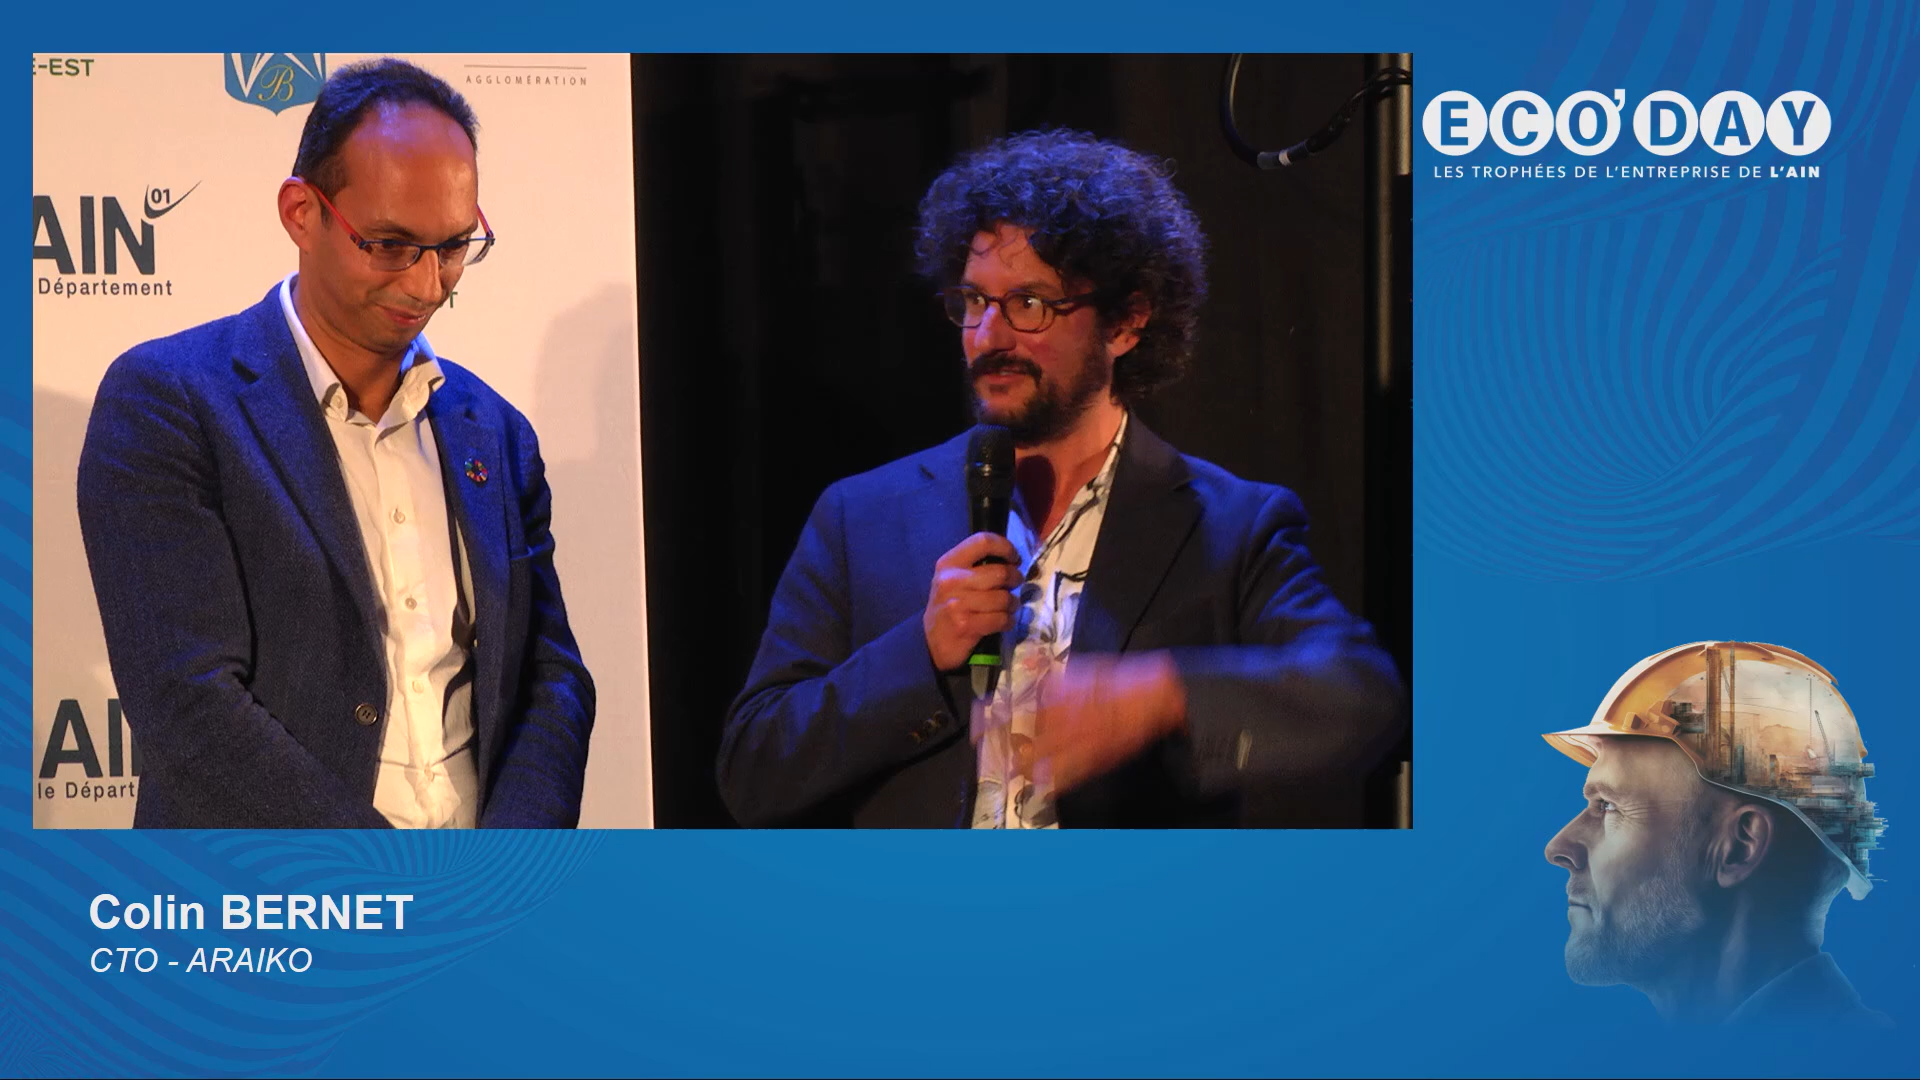 E-EST
B
AGGLOMÉRATION
ECO'DAY
LES TROPHÉES DE L'ENTREPRISE DE L'AIN
AIN 01
Département
T
AI
le Départ
Colin BERNET
CTO - ARAIKO